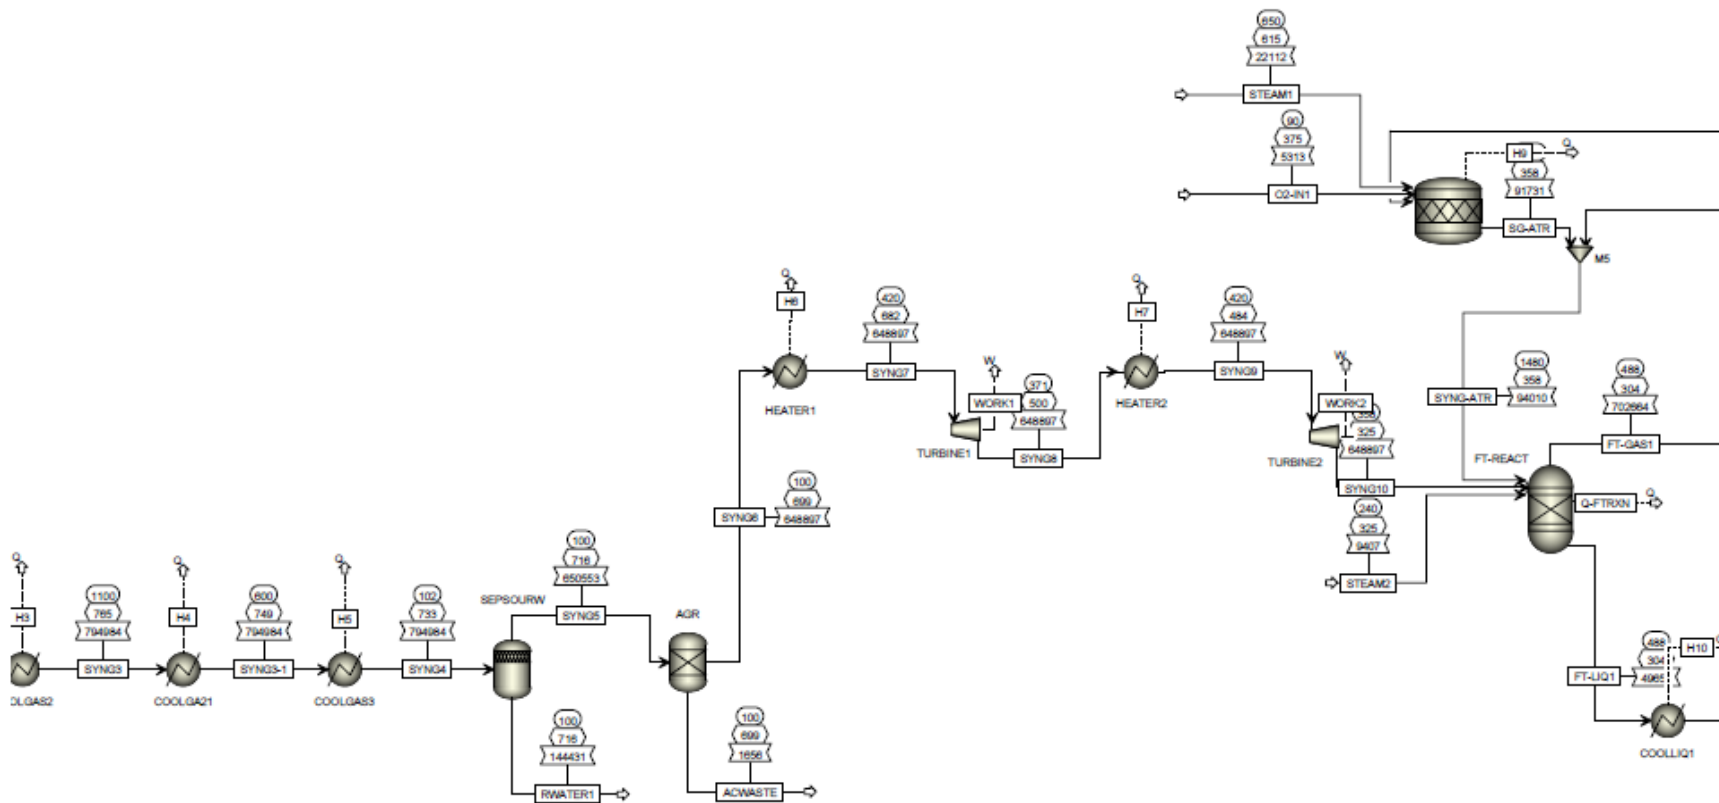 650
615
22112
STEAM1
90
375
5313
O2-IN1
H9
Q
358
91731
SG-ATR
M5
Q
H6
HEATER1
420
682
648897
SYNG7
W
WORK1
TURBINE1
371
500
648897
SYNG8
Q
H7
HEATER2
420
484
648897
SYNG9
W
WORK2
TURBINE2
325
648897
SYNG10
1480
358
94010
SYNG-ATR
488
304
702664
FT-GAS1
FT-REACT
Q-FTRXN
Q
100
699
648897
SYNG6
240
325
9407
STEAM2
Q
H3
OLGAS2
1100
765
794984
SYNG3
Q
H4
COOLGA21
600
749
794984
SYNG3-1
Q
H5
COOLGAS3
102
733
794984
SYNG4
SEPSOURW
100
716
650553
SYNG5
AGR
100
716
144431
RWATER1
100
699
1656
ACWASTE
488
304
4965
FT-LIQ1
H10
COOLLIQ1